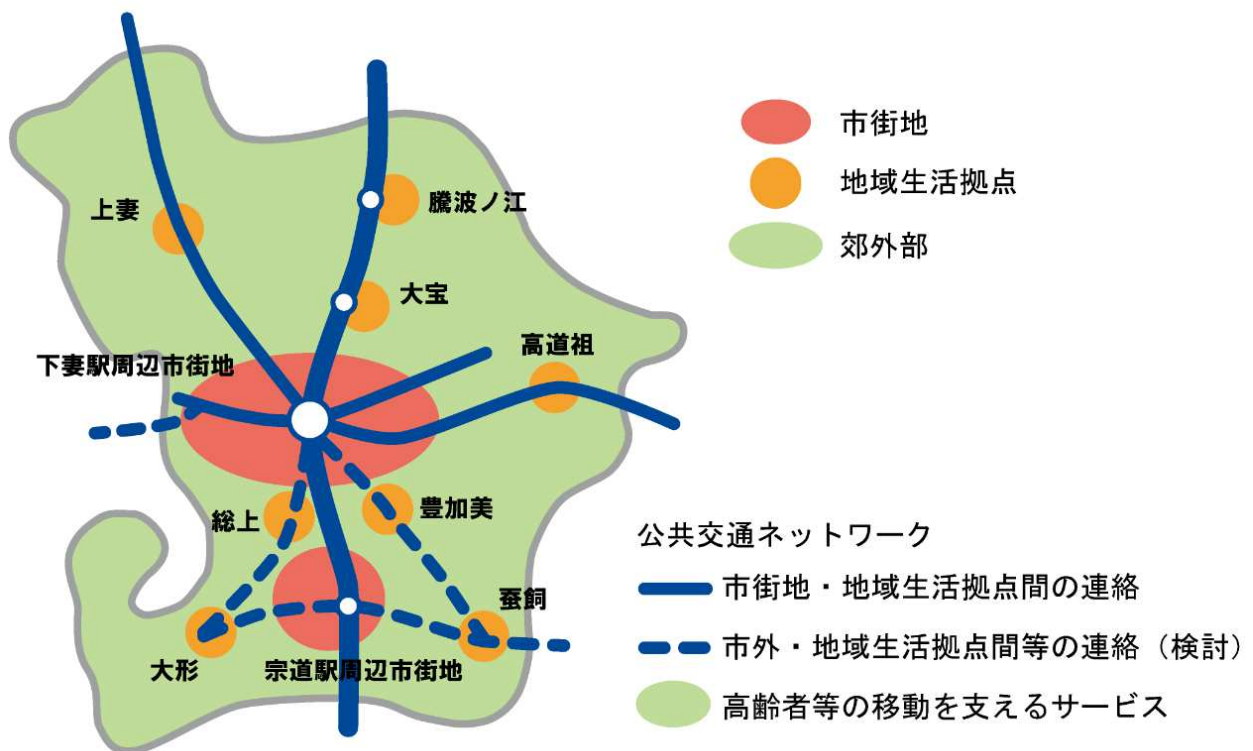 市街地
地域生活拠点
郊外部
上妻
騰波ノ江
大宝
高道祖
下妻駅周辺市街地
総上
豊加美
蚕飼
大形
宗道駅周辺市街地
公共交通ネットワーク
市街地・地域生活拠点間の連絡
市外・地域生活拠点間等の連絡（検討）
高齢者等の移動を支えるサービス